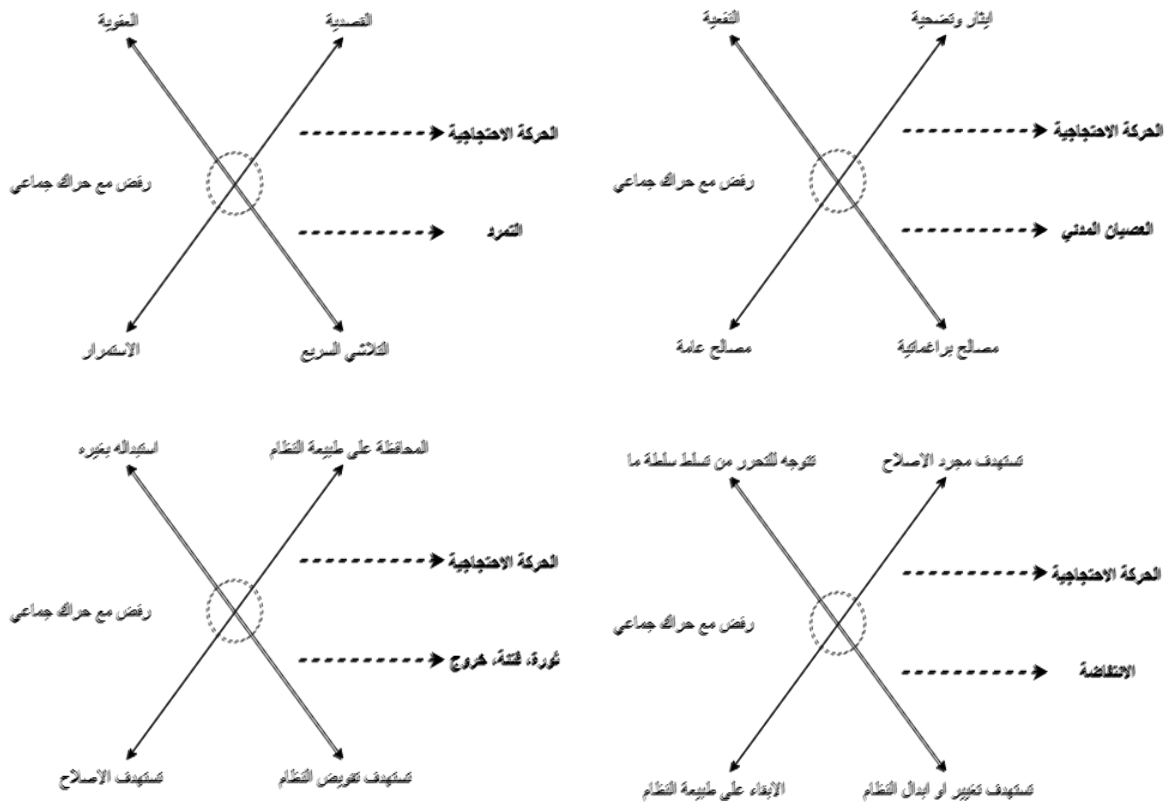 القصدية
العفوية
الحركة الاحتجاجية
رفض مع حراك جماعي
التمرد
التلاشي السريع
الاستمرار
ايثار وتضحية
النفعية
الحركة الاحتجاجية
رفض مع حراك جماعي
العصيان المدني
مصالح براغماتية
مصالح عامة
المحافظة على طبيعة النظام
استبداله بغيره
الحركة الاحتجاجية
رفض مع حراك جماعي
ثورة، فتنة، خروج
تستهدف تقويض النظام
تستهدف الاصلاح
تستهدف مجرد الاصلاح
تتوجه للتحرر من تسلط سلطة ما
الحركة الاحتجاجية
رفض مع حراك جماعي
الانتفاضة
تستهدف تغيير او ابدال النظام
الابقاء على طبيعة النظام